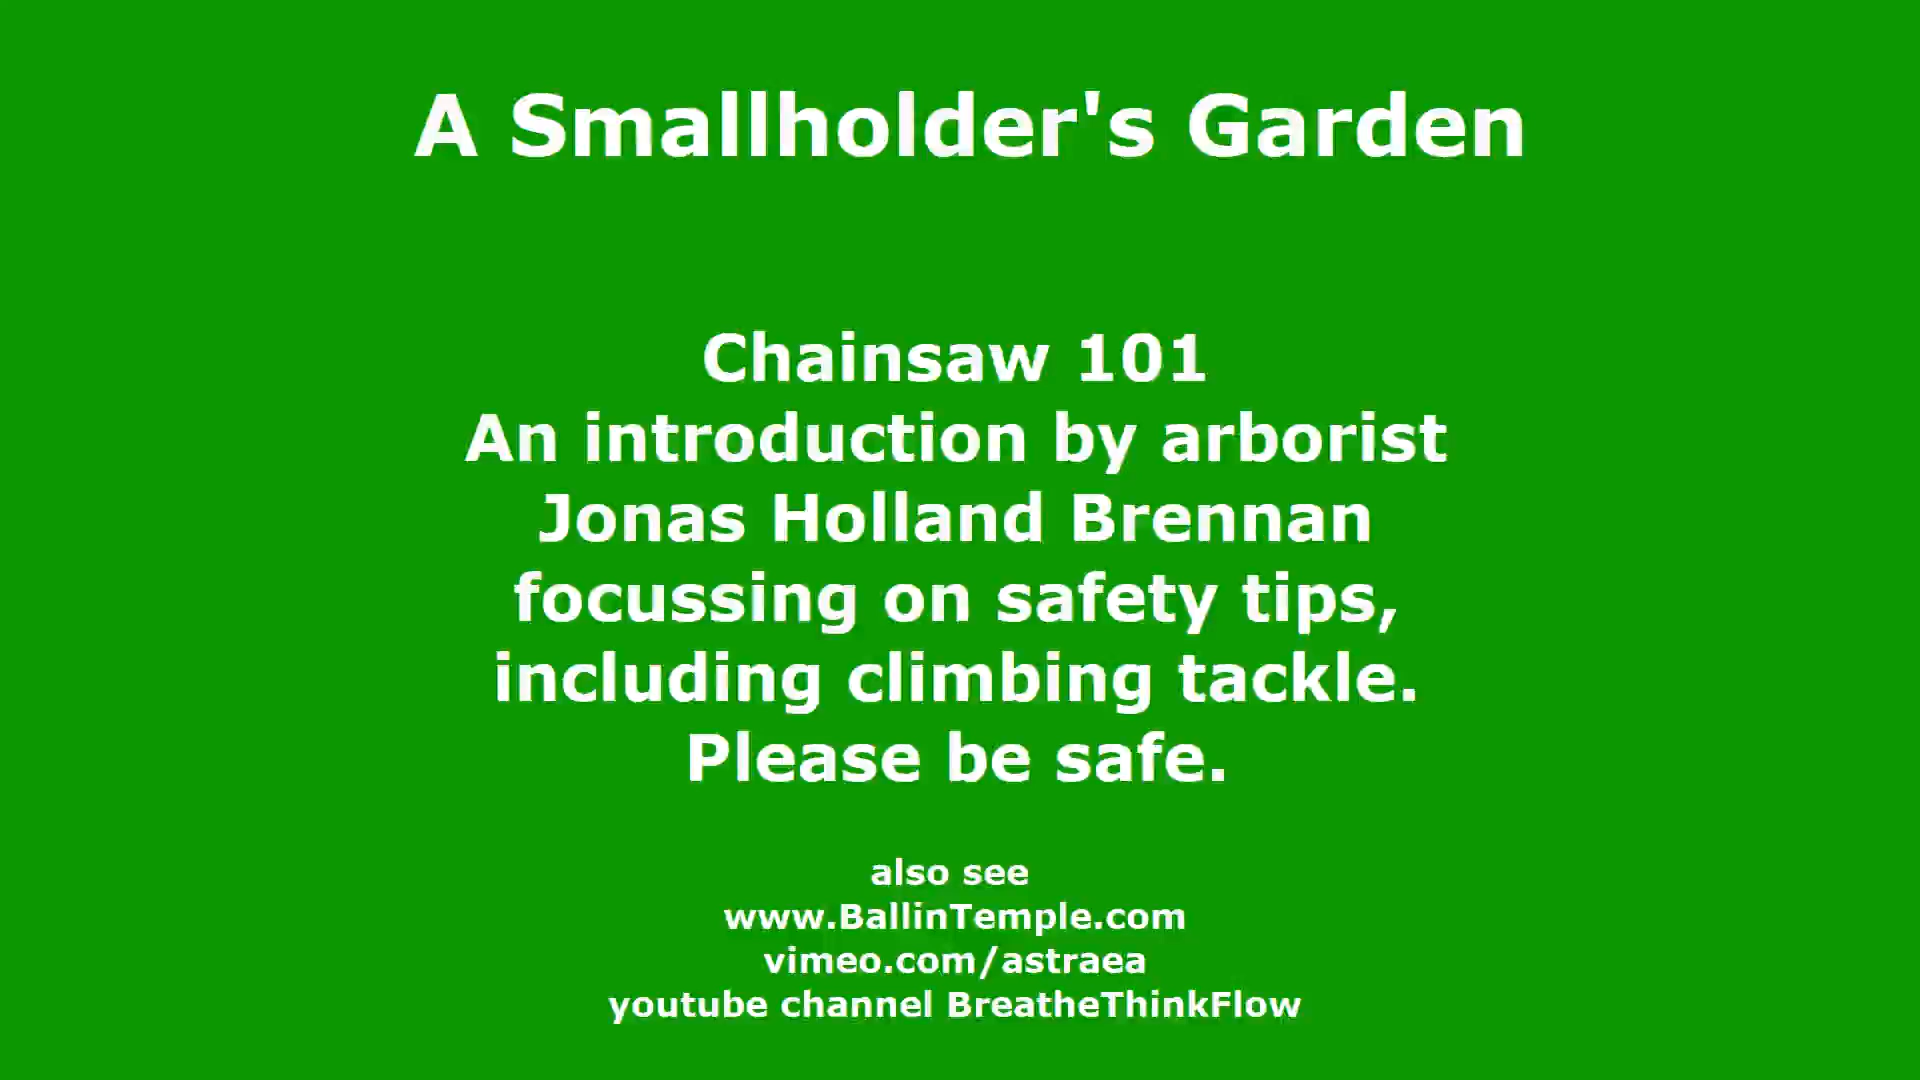 A Smallholder's Garden
Chainsaw 101
An introduction by arborist
Jonas Holland Brennan
focussing on safety tips,
including climbing tackle.
Please be safe.
also see
www.BallinTemple.com
vimeo.com/astraea
youtube channel BreatheThinkFlow